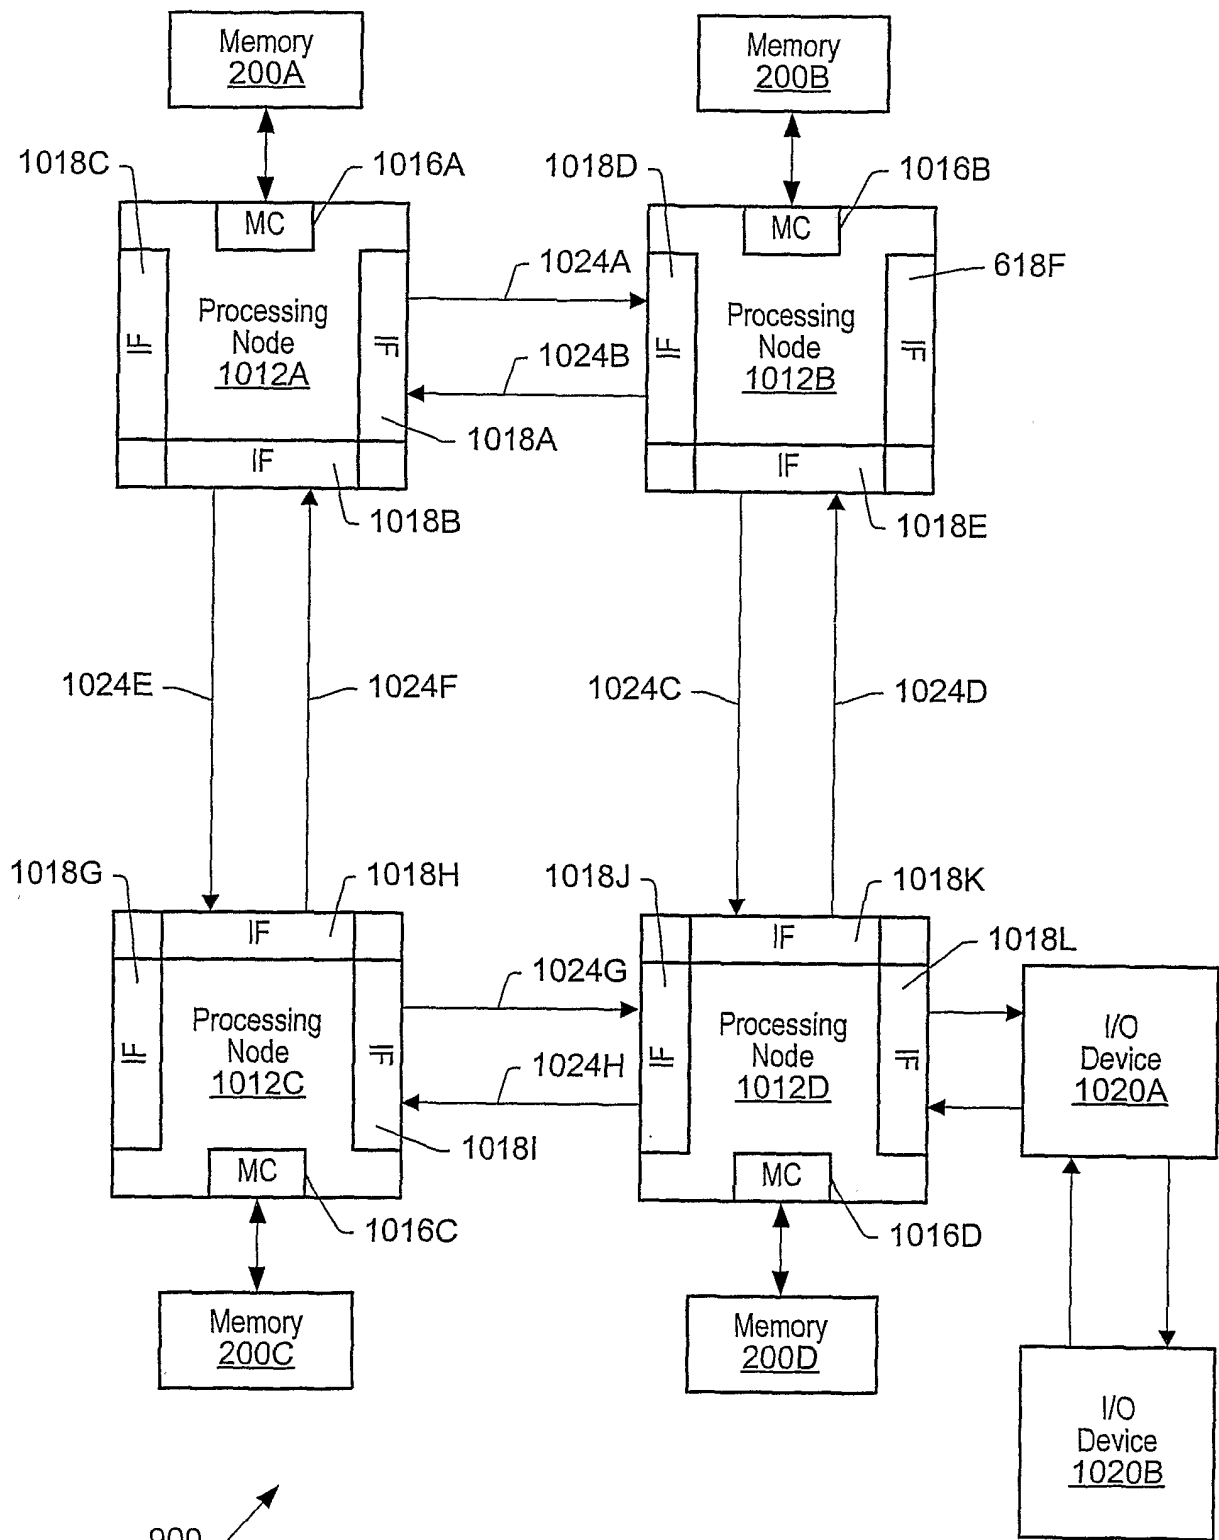 Memory
200A
Memory
200B
1018C
1016A
1018D
1016B
MC
MC
1024A
618F
Processing
Node
1012A
IF
IF
1024B
Processing
Node
1012B
IF
IF
1018A
IF
IF
1018B
1018E
1024E
1024F
1024C
1024D
1018G
1018H
1018J
1018K
IF
IF
1018L
1024G
Processing
Node
1012C
IF
IF
1024H
Processing
Node
1012D
IF
IF
I/O
Device
1020A
1018I
MC
MC
1016C
1016D
Memory
200C
Memory
200D
I/O
Device
1020B
900